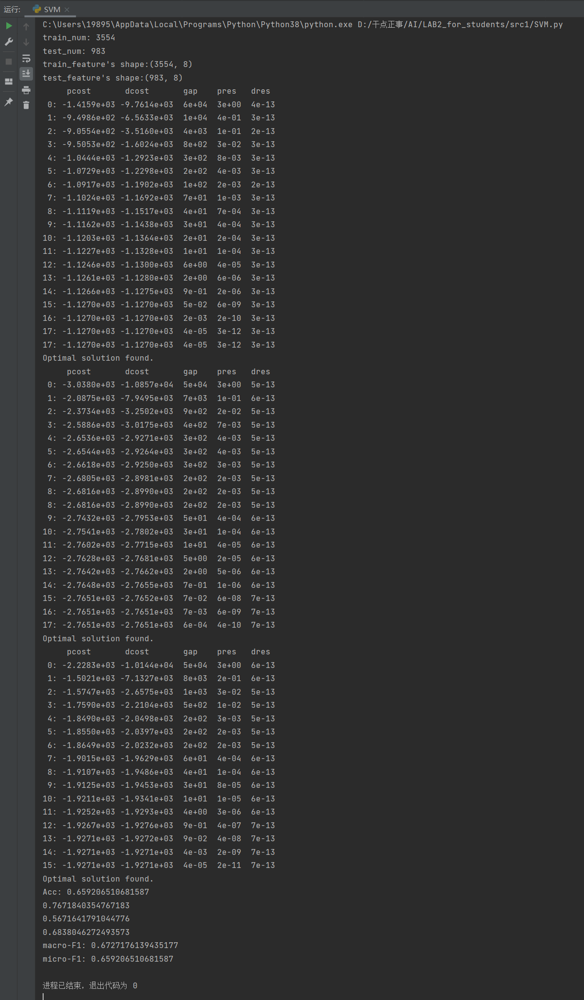 运行: SVM
C:\Users\19895\AppData\Local\Programs\Python\Python38\python.exe D:/干点正事/AI/LAB2_for_students/src1/SVM.py
train_num: 3554
test_num: 983
train_feature's shape:(3554, 8)
test_feature's shape:(983, 8)
     pcost       dcost       gap    pres   dres
 0: -1.4159e+03 -9.7614e+03  6e+04  3e+00  4e-13
 1: -9.4986e+02 -6.5633e+03  1e+04  4e-01  3e-13
 2: -9.0554e+02 -3.5160e+03  4e+03  1e-01  2e-13
 3: -9.5053e+02 -1.6024e+03  8e+02  3e-02  3e-13
 4: -1.0444e+03 -1.2923e+03  3e+02  8e-03  3e-13
 5: -1.0729e+03 -1.2298e+03  2e+02  4e-03  3e-13
 6: -1.0917e+03 -1.1902e+03  1e+02  2e-03  2e-13
 7: -1.1024e+03 -1.1692e+03  7e+01  1e-03  3e-13
 8: -1.1119e+03 -1.1517e+03  4e+01  7e-04  3e-13
 9: -1.1162e+03 -1.1438e+03  3e+01  4e-04  3e-13
10: -1.1203e+03 -1.1364e+03  2e+01  2e-04  3e-13
11: -1.1227e+03 -1.1328e+03  1e+01  1e-04  3e-13
12: -1.1246e+03 -1.1300e+03  6e+00  4e-05  3e-13
13: -1.1261e+03 -1.1280e+03  2e+00  6e-06  3e-13
14: -1.1266e+03 -1.1275e+03  9e-01  2e-06  3e-13
15: -1.1270e+03 -1.1270e+03  5e-02  6e-09  3e-13
16: -1.1270e+03 -1.1270e+03  2e-03  2e-10  3e-13
17: -1.1270e+03 -1.1270e+03  4e-05  3e-12  3e-13
17: -1.1270e+03 -1.1270e+03  4e-05  3e-12  3e-13
Optimal solution found.
     pcost       dcost       gap    pres   dres
 0: -3.0380e+03 -1.0857e+04  5e+04  3e+00  5e-13
 1: -2.0875e+03 -7.9495e+03  7e+03  1e-01  6e-13
 2: -2.3734e+03 -3.2502e+03  9e+02  2e-02  5e-13
 3: -2.5886e+03 -3.0175e+03  4e+02  7e-03  5e-13
 4: -2.6536e+03 -2.9271e+03  3e+02  4e-03  5e-13
 5: -2.6544e+03 -2.9264e+03  3e+02  4e-03  5e-13
 6: -2.6618e+03 -2.9250e+03  3e+02  3e-03  5e-13
 7: -2.6805e+03 -2.8981e+03  2e+02  2e-03  5e-13
 8: -2.6816e+03 -2.8990e+03  2e+02  2e-03  5e-13
 8: -2.6816e+03 -2.8990e+03  2e+02  2e-03  5e-13
 9: -2.7432e+03 -2.7953e+03  5e+01  4e-04  6e-13
10: -2.7541e+03 -2.7802e+03  3e+01  1e-04  6e-13
11: -2.7602e+03 -2.7715e+03  1e+01  4e-05  6e-13
12: -2.7628e+03 -2.7681e+03  5e+00  2e-05  6e-13
13: -2.7642e+03 -2.7662e+03  2e+00  5e-06  6e-13
14: -2.7648e+03 -2.7655e+03  7e-01  1e-06  6e-13
15: -2.7651e+03 -2.7652e+03  7e-02  6e-08  7e-13
16: -2.7651e+03 -2.7651e+03  7e-03  6e-09  7e-13
17: -2.7651e+03 -2.7651e+03  6e-04  4e-10  7e-13
Optimal solution found.
     pcost       dcost       gap    pres   dres
 0: -2.2283e+03 -1.0144e+04  5e+04  3e+00  6e-13
 1: -1.5021e+03 -7.1327e+03  8e+03  2e-01  6e-13
 2: -1.5747e+03 -2.6575e+03  1e+03  3e-02  5e-13
 3: -1.7590e+03 -2.2104e+03  5e+02  1e-02  5e-13
 4: -1.8490e+03 -2.0498e+03  2e+02  3e-03  5e-13
 5: -1.8550e+03 -2.0397e+03  2e+02  2e-03  5e-13
 6: -1.8649e+03 -2.0232e+03  2e+02  2e-03  5e-13
 7: -1.9015e+03 -1.9629e+03  6e+01  4e-04  6e-13
 8: -1.9107e+03 -1.9486e+03  4e+01  1e-04  6e-13
 9: -1.9125e+03 -1.9453e+03  3e+01  8e-05  6e-13
10: -1.9211e+03 -1.9341e+03  1e+01  1e-05  6e-13
11: -1.9252e+03 -1.9293e+03  4e+00  3e-06  6e-13
12: -1.9267e+03 -1.9276e+03  9e-01  4e-07  7e-13
13: -1.9271e+03 -1.9272e+03  9e-02  4e-08  7e-13
14: -1.9271e+03 -1.9271e+03  4e-03  2e-09  7e-13
15: -1.9271e+03 -1.9271e+03  4e-05  2e-11  7e-13
Optimal solution found.
Acc: 0.659206510681587
0.7671840354767183
0.5671641791044776
0.6838046272493573
macro-F1: 0.6727176139435177
micro-F1: 0.659206510681587
进程已结束，退出代码为 0